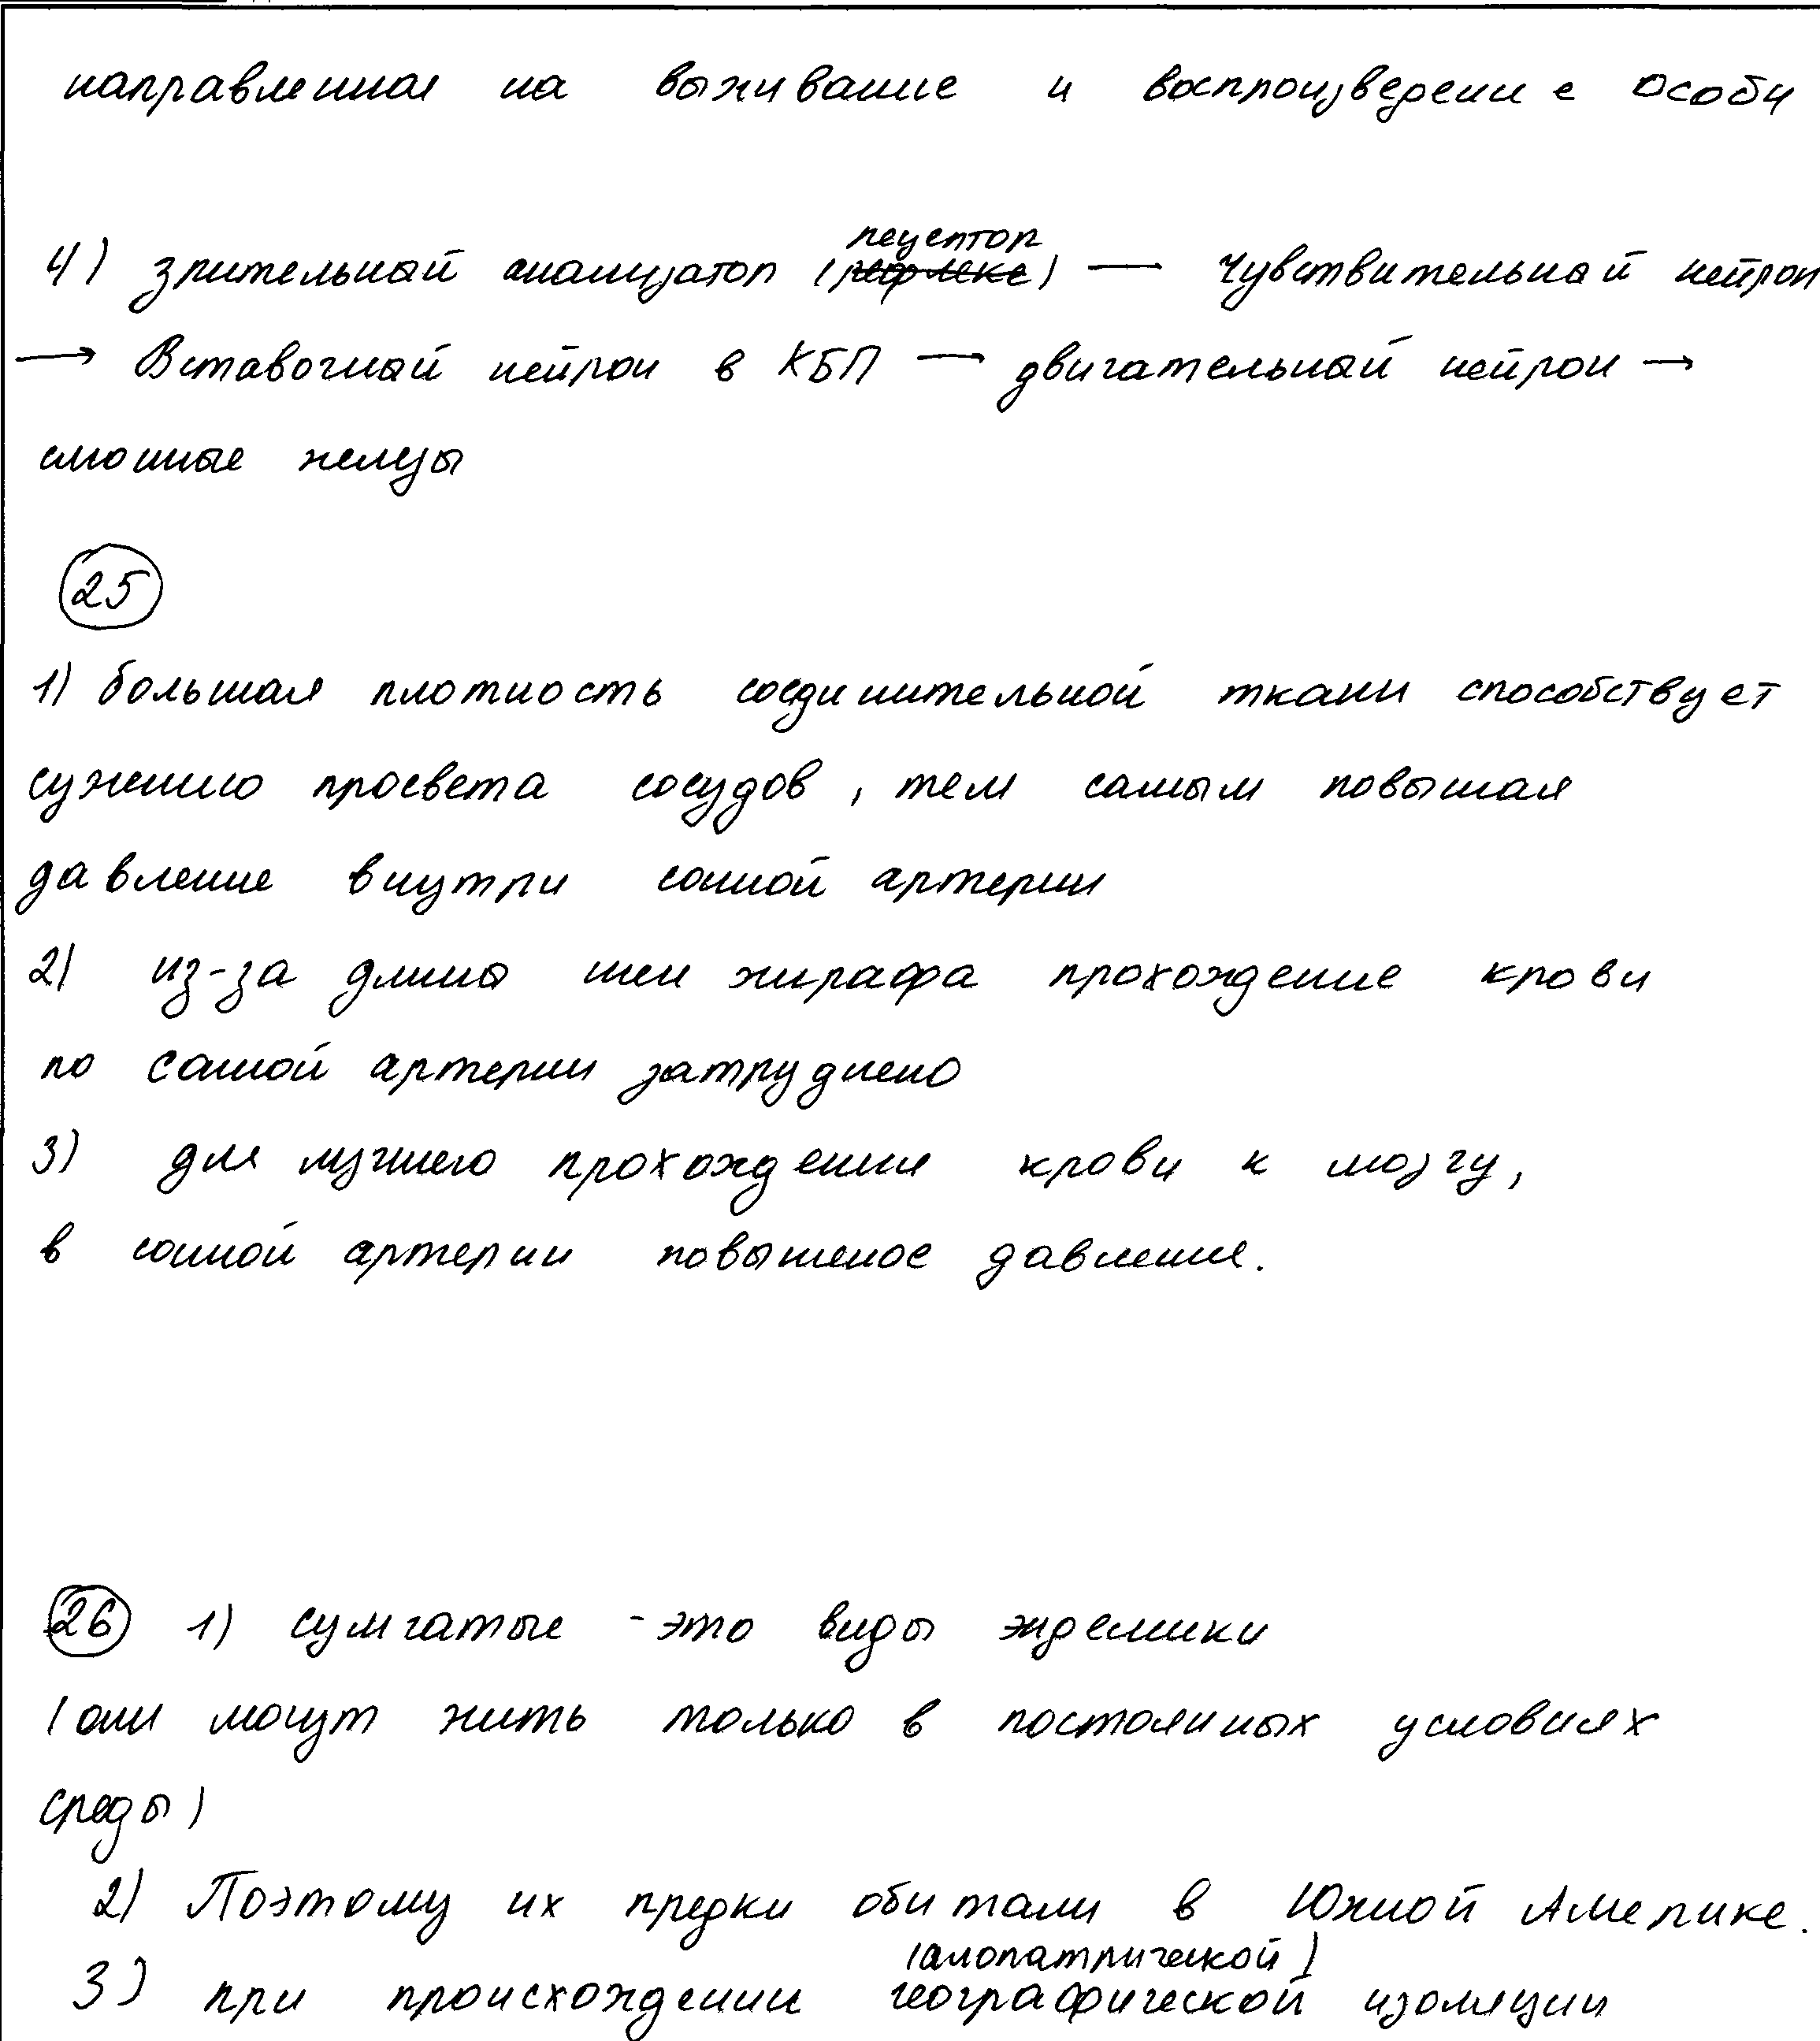 направленная на выживание и воспроизведение особи
4) зрительный анализатор (рецептор) — чувствительный нейрон
→ Вставочный нейрон в КБП → двигательный нейрон →
слюнные железы
25
1) большая плотность соединительной ткани способствует
сужению просвета сосудов, тем самым повышая
давление внутри сонной артерии
2) из-за длины шеи жирафа прохождение крови
по сонной артерии затруднено
3) для лучшего прохождения крови к мозгу,
в сонной артерии повышеное давление.
26 1) сумчатые - это виды эндемики
(они могут жить только в постоянных условиях
среды)
2) Поэтому их предки обитали в Южной Америке.
(алопатрической)
3) при происхождении географической изоляции